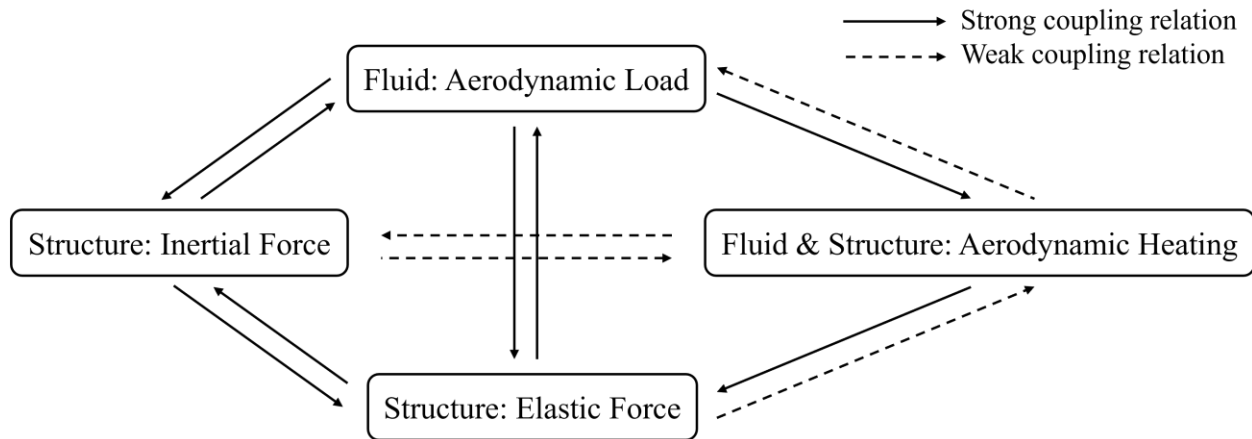 Strong coupling relation
Weak coupling relation
Fluid: Aerodynamic Load
Structure: Inertial Force
Fluid & Structure: Aerodynamic Heating
Structure: Elastic Force